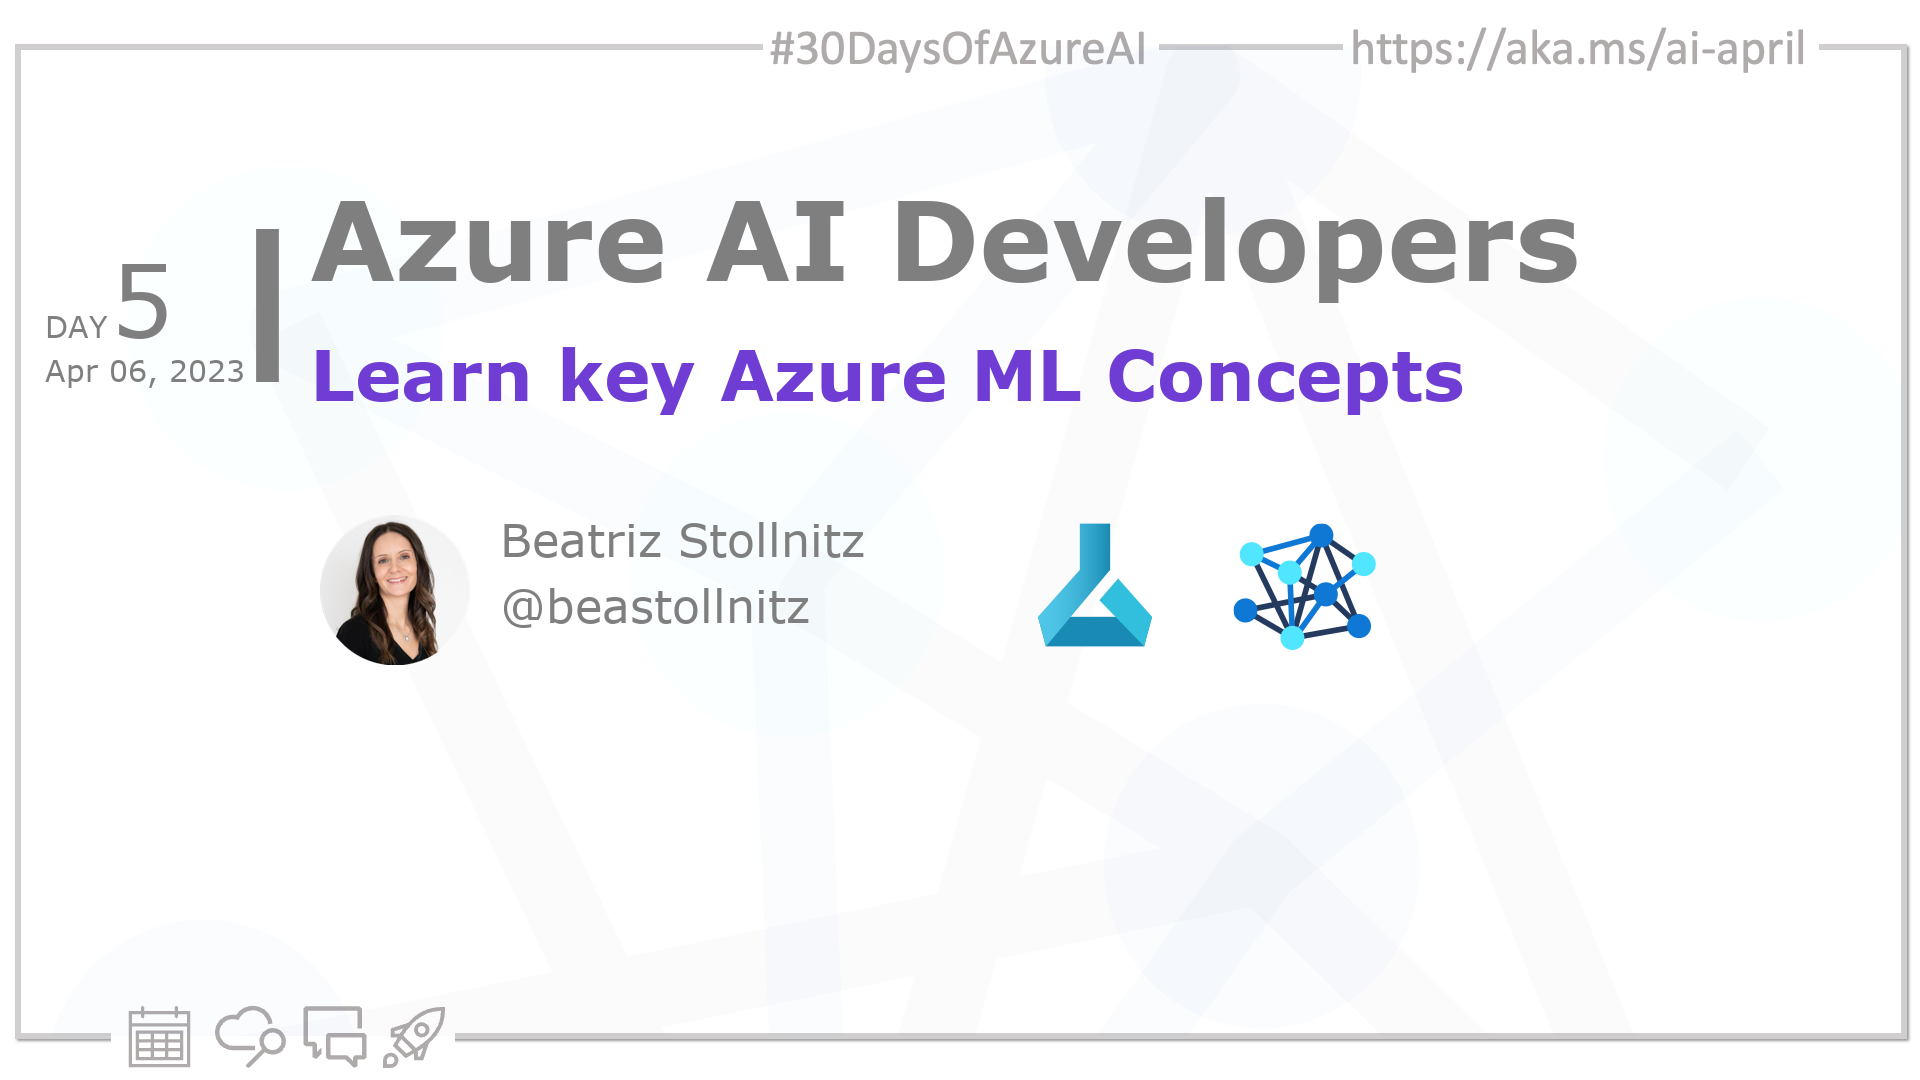 #30DaysOfAzureAI
https://aka.ms/ai-april
Azure AI Developers
DAY 5
Apr 06, 2023
Learn key Azure ML Concepts
Beatriz Stollnitz
@beastollnitz